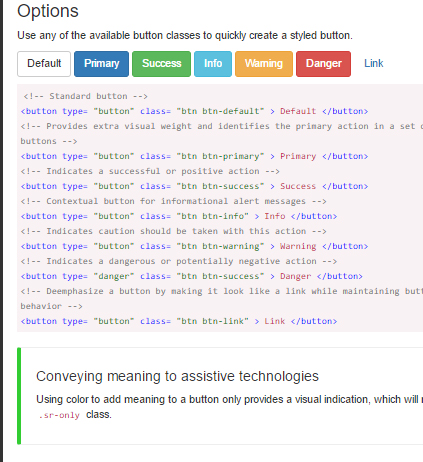 Options
Use any of the available button classes to quickly create a styled button.
Default Primary Success Info Warning Danger Link
<!-- Standard button -->
<button type= "button" class= "btn btn-default" > Default </button>
<!-- Provides extra visual weight and identifies the primary action in a set
buttons -->
<button type= "button" class= "btn btn-primary" > Primary </button>
<!-- Indicates a successful or positive action -->
<button type= "button" class= "btn btn-success" > Success </button>
<!-- Contextual button for informational alert messages -->
<button type= "button" class= "btn btn-info" > Info </button>
<!-- Indicates caution should be taken with this action -->
<button type= "button" class= "btn btn-warning" > Warning </button>
<!-- Indicates a dangerous or potentially negative action -->
<button type= "danger" class= "btn btn-success" > Danger </button>
<!-- Deemphasize a button by making it look like a link while maintaining
behavior -->
<button type= "button" class= "btn btn-link" > Link </button>
Conveying meaning to assistive technologies
Using color to add meaning to a button only provides a visual indication, which will
.sr-only class.